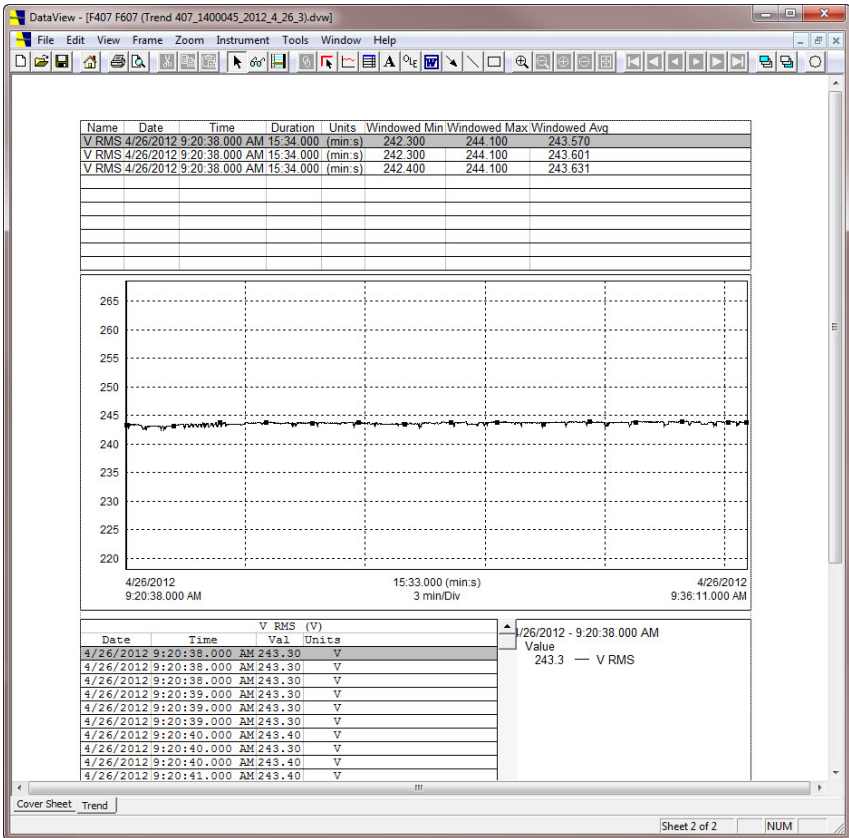 DataView - [F407 F607 (Trend 407_1400045_2012_4_26_3).dvw]
File Edit View Frame Zoom Instrument Tools Window Help
A OLE W
Name Date Time Duration Units Windowed Min Windowed Max Windowed Avg
V RMS 4/26/2012 9:20:38.000 AM 15:34.000 (min:s) 242.300 244.100 243.570
V RMS 4/26/2012 9:20:38.000 AM 15:34.000 (min:s) 242.300 244.100 243.601
V RMS 4/26/2012 9:20:38.000 AM 15:34.000 (min:s) 242.400 244.100 243.631
265
260
255
250
245
240
235
230
225
220
4/26/2012 15:33.000 (min:s) 4/26/2012
9:20:38.000 AM 3 min/Div 9:36:11.000 AM
V RMS (V)
Date Time Val Units
4/26/2012 9:20:38.000 AM 243.30 V
4/26/2012 9:20:38.000 AM 243.30 V
4/26/2012 9:20:38.000 AM 243.30 V
4/26/2012 9:20:39.000 AM 243.30 V
4/26/2012 9:20:39.000 AM 243.30 V
4/26/2012 9:20:40.000 AM 243.40 V
4/26/2012 9:20:40.000 AM 243.30 V
4/26/2012 9:20:40.000 AM 243.40 V
4/26/2012 9:20:41.000 AM 243.40 V
4/26/2012 - 9:20:38.000 AM
Value
243.3 — V RMS
Cover Sheet Trend
Sheet 2 of 2 NUM